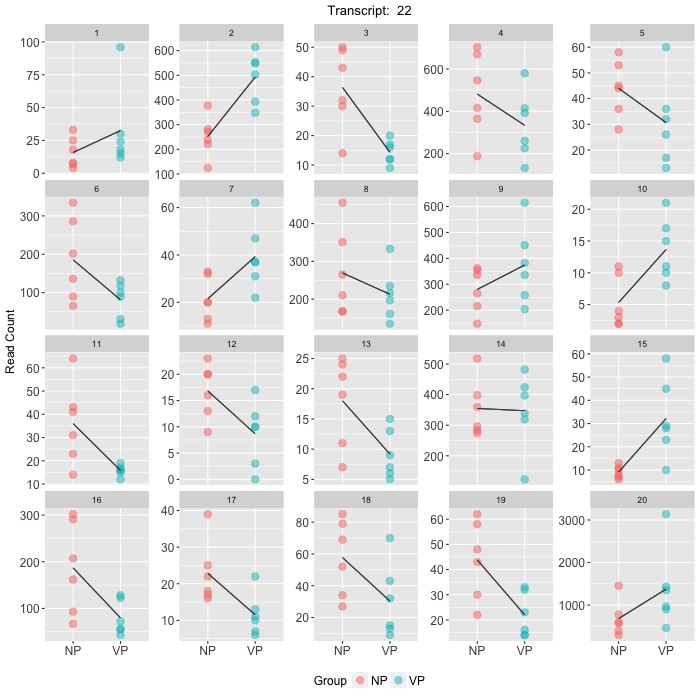 Transcript: 22
1 2 3 4 5
100 600 50 60
75 500 40 600 50
50 400 30 400 40
25 300 20 30
0 200 10 200 20
100
6 7 8 9 10
300 60 400 600 20
200 40 300 500 15
100 20 200 400 10
300 5
200
Read Count
11 12 13 14 15
60 20 25 500 60
50 15 20 400 50
40 10 15 300 40
30 5 10 200 30
20 0 5 20
10 10
16 17 18 19 20
300 40 80 60 3000
200 30 60 50 2000
100 20 40 40 1000
10 20 30
20
NP VP NP VP NP VP NP VP NP VP
Group NP VP